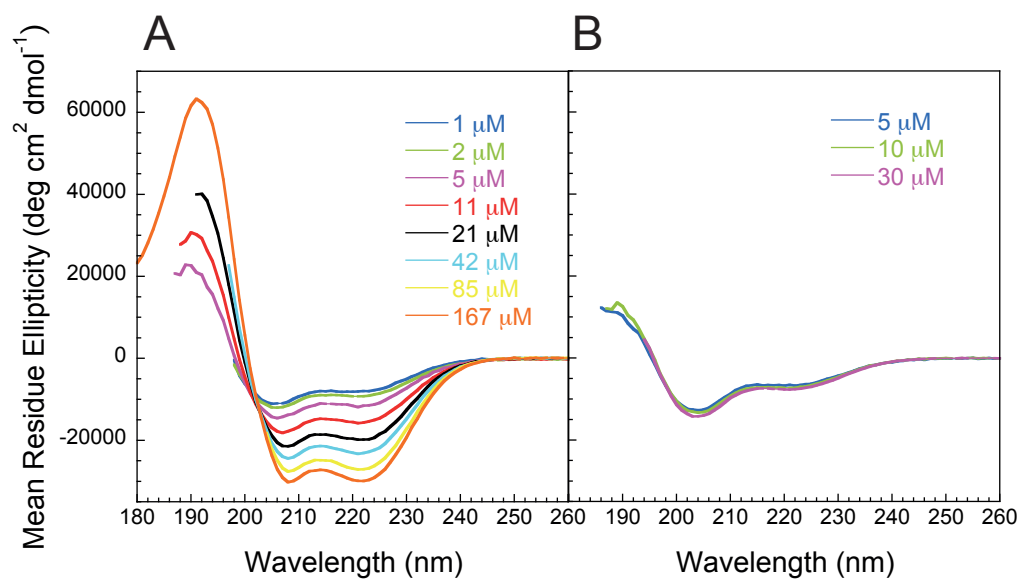 A
B
Mean Residue Ellipticity (deg cm² dmol⁻¹)
60000
40000
20000
0
-20000
1 μM
2 μM
5 μM
11 μM
21 μM
42 μM
85 μM
167 μM
5 μM
10 μM
30 μM
180 190 200 210 220 230 240 250 260
190 200 210 220 230 240 250 260
Wavelength (nm)
Wavelength (nm)